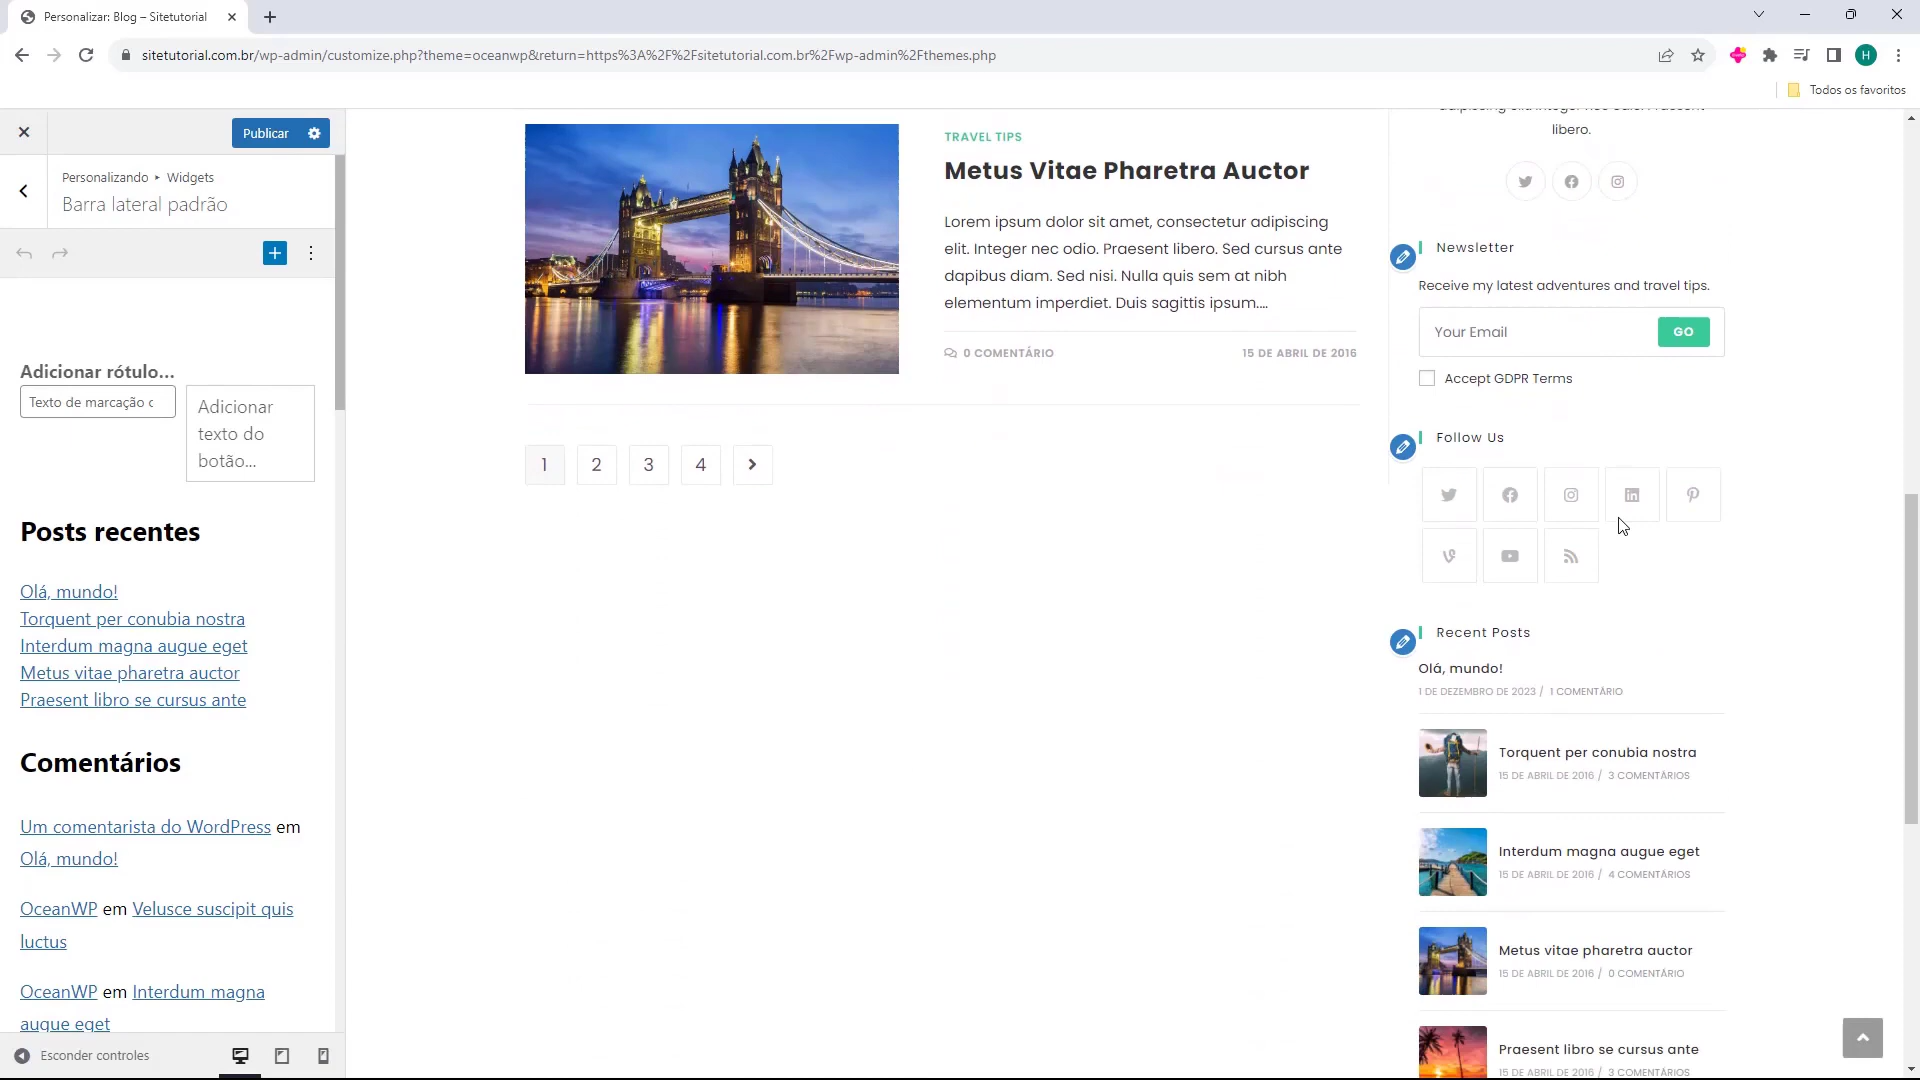 Personalizar: Blog – Sitetutorial
sitetutorial.com.br/wp-admin/customize.php?theme=oceanwp&return=https%3A%2F%2Fsitetutorial.com.br%2Fwp-admin%2Fthemes.php
H
Todos os favoritos
Publicar
Personalizando ▸ Widgets
Barra lateral padrão
Adicionar rótulo...
Texto de marcação
Adicionar
texto do
botão...
Posts recentes
Olá, mundo!
Torquent per conubia nostra
Interdum magna augue eget
Metus vitae pharetra auctor
Praesent libro se cursus ante
Comentários
Um comentarista do WordPress em
Olá, mundo!
OceanWP em Velusce suscipit quis
luctus
OceanWP em Interdum magna
augue eget
Esconder controles
TRAVEL TIPS
Metus Vitae Pharetra Auctor
Lorem ipsum dolor sit amet, consectetur adipiscing
elit. Integer nec odio. Praesent libero. Sed cursus ante
dapibus diam. Sed nisi. Nulla quis sem at nibh
elementum imperdiet. Duis sagittis ipsum....
0 COMENTÁRIO
15 DE ABRIL DE 2016
1 2 3 4
libero.
Newsletter
Receive my latest adventures and travel tips.
Your Email
GO
Accept GDPR Terms
Follow Us
Recent Posts
Olá, mundo!
1 DE DEZEMBRO DE 2023 / 1 COMENTÁRIO
Torquent per conubia nostra
15 DE ABRIL DE 2016 / 3 COMENTÁRIOS
Interdum magna augue eget
15 DE ABRIL DE 2016 / 4 COMENTÁRIOS
Metus vitae pharetra auctor
15 DE ABRIL DE 2016 / 0 COMENTÁRIO
Praesent libro se cursus ante
15 DE ABRIL DE 2016 / 3 COMENTÁRIOS